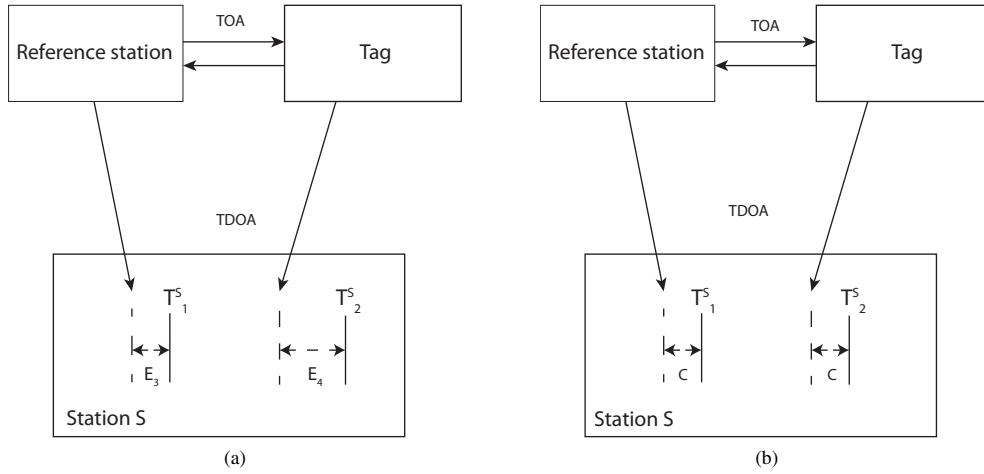 TOA
Reference station
Tag
TDOA
T^S_1
T^S_2
E_3
E_4
Station S
(a)
TOA
Reference station
Tag
TDOA
T^S_1
T^S_2
C
C
Station S
(b)